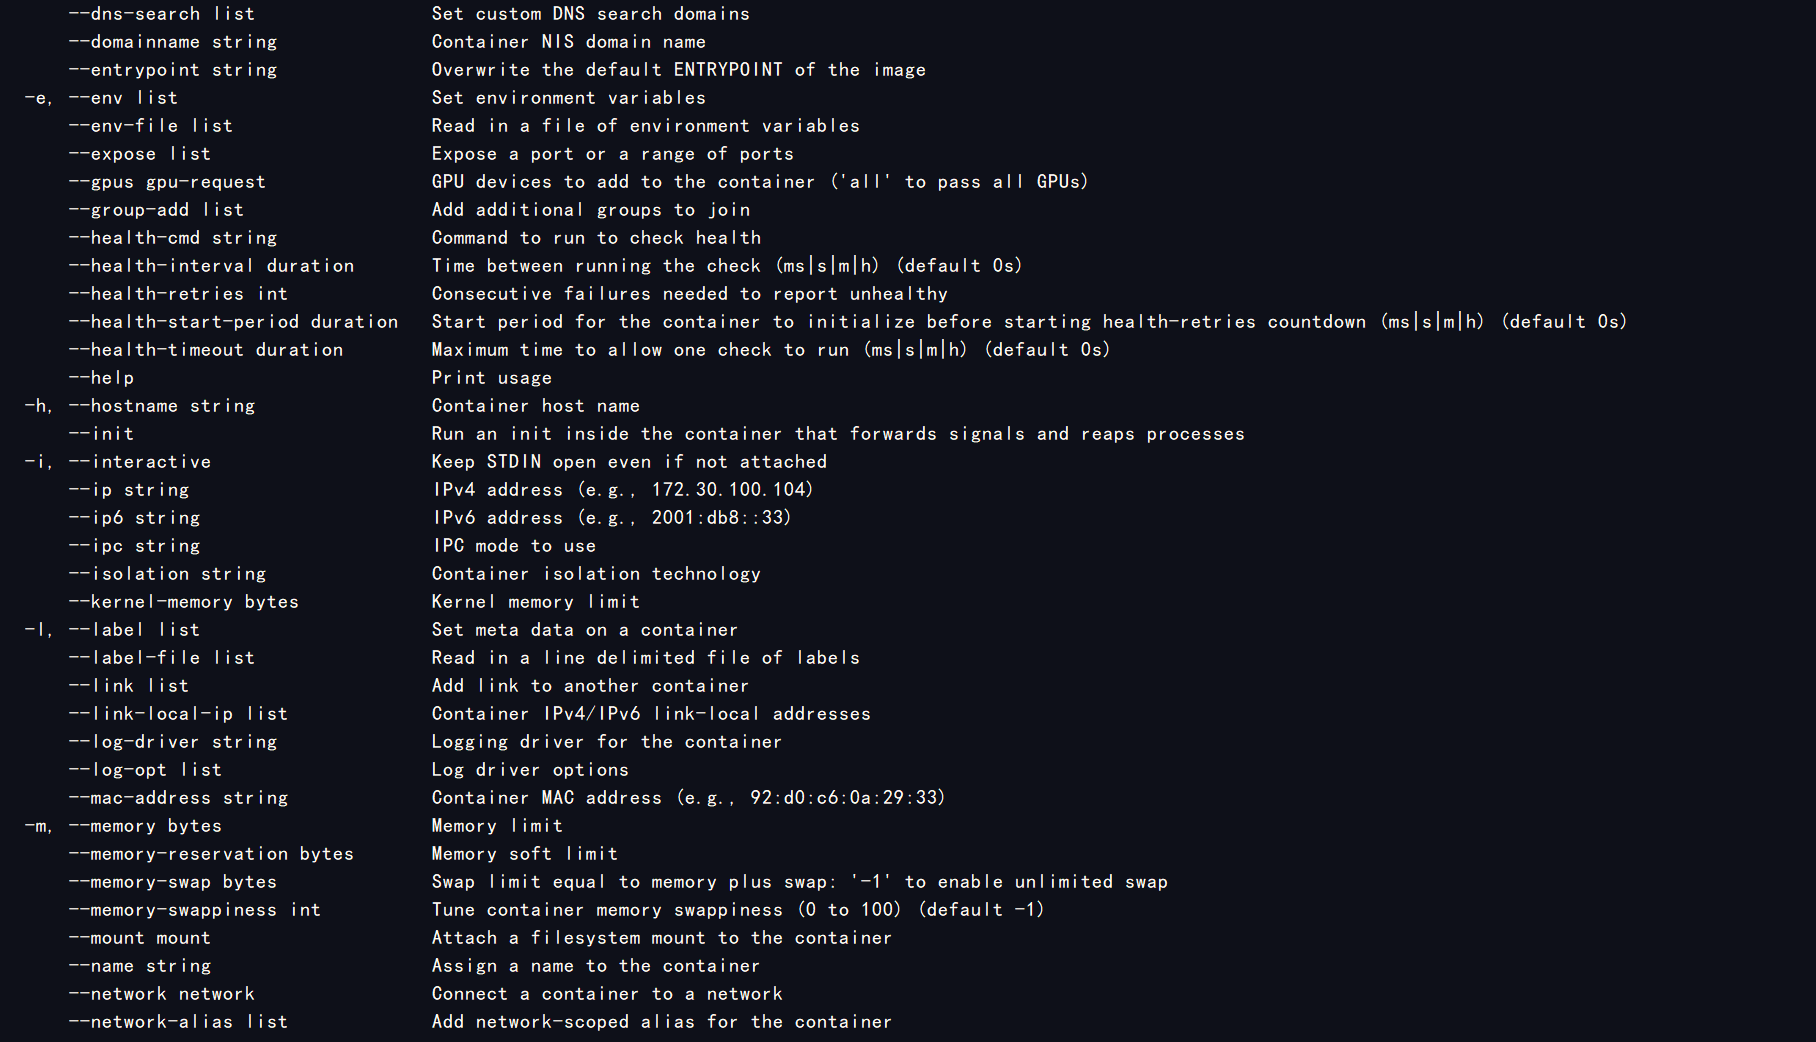 --dns-search list                Set custom DNS search domains
--domainname string              Container NIS domain name
--entrypoint string              Overwrite the default ENTRYPOINT of the image
-e, --env list                       Set environment variables
--env-file list                  Read in a file of environment variables
--expose list                    Expose a port or a range of ports
--gpus gpu-request               GPU devices to add to the container ('all' to pass all GPUs)
--group-add list                 Add additional groups to join
--health-cmd string              Command to run to check health
--health-interval duration       Time between running the check (ms|s|m|h) (default 0s)
--health-retries int             Consecutive failures needed to report unhealthy
--health-start-period duration   Start period for the container to initialize before starting health-retries countdown (ms|s|m|h) (default 0s)
--health-timeout duration        Maximum time to allow one check to run (ms|s|m|h) (default 0s)
--help                           Print usage
-h, --hostname string                Container host name
--init                           Run an init inside the container that forwards signals and reaps processes
-i, --interactive                    Keep STDIN open even if not attached
--ip string                      IPv4 address (e.g., 172.30.100.104)
--ip6 string                     IPv6 address (e.g., 2001:db8::33)
--ipc string                     IPC mode to use
--isolation string               Container isolation technology
--kernel-memory bytes            Kernel memory limit
-l, --label list                     Set meta data on a container
--label-file list                Read in a line delimited file of labels
--link list                      Add link to another container
--link-local-ip list             Container IPv4/IPv6 link-local addresses
--log-driver string              Logging driver for the container
--log-opt list                   Log driver options
--mac-address string             Container MAC address (e.g., 92:d0:c6:0a:29:33)
-m, --memory bytes                   Memory limit
--memory-reservation bytes       Memory soft limit
--memory-swap bytes              Swap limit equal to memory plus swap: '-1' to enable unlimited swap
--memory-swappiness int          Tune container memory swappiness (0 to 100) (default -1)
--mount mount                    Attach a filesystem mount to the container
--name string                    Assign a name to the container
--network network                Connect a container to a network
--network-alias list             Add network-scoped alias for the container